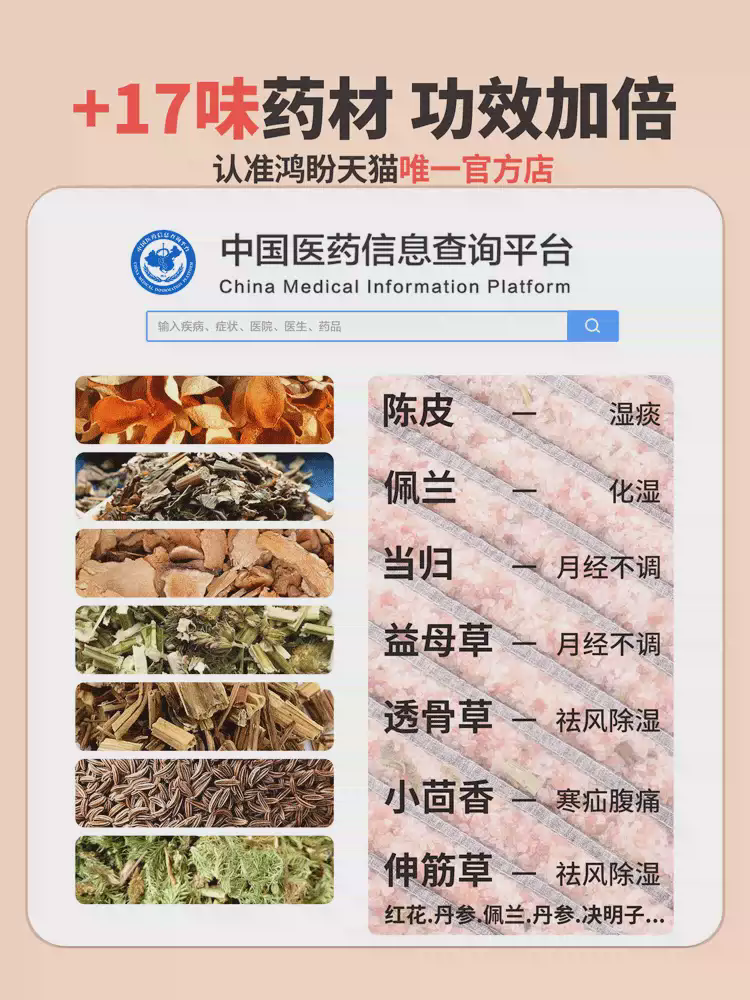 +17味药材 功效加倍
认准鸿盼天猫唯一官方店
中国医药信息查询平台
China Medical Information Platform
输入疾病、症状、医院、医生、药品
陈皮 — 湿痰
佩兰 — 化湿
当归 — 月经不调
益母草 — 月经不调
透骨草 — 祛风除湿
小茴香 — 寒疝腹痛
伸筋草 — 祛风除湿
红花.丹参.佩兰.丹参.决明子...